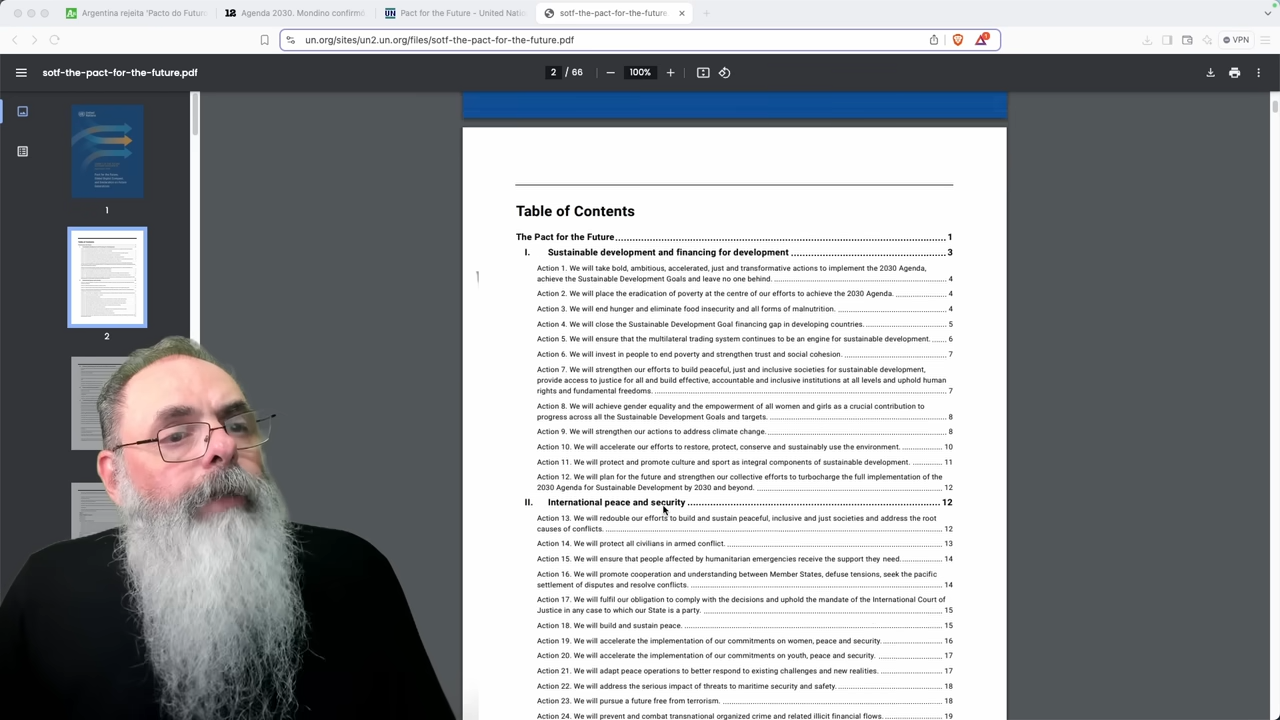 Argentina rejeita "Pacto do Futur
12 Agenda 2030. Mondino confirmó
Pact for the Future - United Nati
sotf-the-pact-for-the-future.
un.org/sites/un2.un.org/files/sotf-the-pact-for-the-future.pdf
VPN
sotf-the-pact-for-the-future.pdf
2 / 66
100%
1
2
Table of Contents
The Pact for the Future 1
I. Sustainable development and financing for development 3
Action 1. We will take bold, ambitious, accelerated, just and transformative actions to implement the 2030 Agenda,
achieve the Sustainable Development Goals and leave no one behind. 4
Action 2. We will place the eradication of poverty at the centre of our efforts to achieve the 2030 Agenda. 4
Action 3. We will end hunger and eliminate food insecurity and all forms of malnutrition. 4
Action 4. We will close the Sustainable Development Goal financing gap in developing countries. 5
Action 5. We will ensure that the multilateral trading system continues to be an engine for sustainable development. 6
Action 6. We will invest in people to end poverty and strengthen trust and social cohesion. 7
Action 7. We will strengthen our efforts to build peaceful, just and inclusive societies for sustainable development,
provide access to justice for all and build effective, accountable and inclusive institutions at all levels and uphold human
rights and fundamental freedoms. 7
Action 8. We will achieve gender equality and the empowerment of all women and girls as a crucial contribution to
progress across all the Sustainable Development Goals and targets. 8
Action 9. We will strengthen our actions to address climate change. 8
Action 10. We will accelerate our efforts to restore, protect, conserve and sustainably use the environment. 10
Action 11. We will protect and promote culture and sport as integral components of sustainable development. 11
Action 12. We will plan for the future and strengthen our collective efforts to turbocharge the full implementation of the
2030 Agenda for Sustainable Development by 2030 and beyond. 12
II. International peace and security 12
Action 13. We will redouble our efforts to build and sustain peaceful, inclusive and just societies and address the root
causes of conflicts. 12
Action 14. We will protect all civilians in armed conflict. 13
Action 15. We will ensure that people affected by humanitarian emergencies receive the support they need. 14
Action 16. We will promote cooperation and understanding between Member States, defuse tensions, seek the pacific
settlement of disputes and resolve conflicts. 14
Action 17. We will fulfil our obligation to comply with the decisions and uphold the mandate of the International Court of
Justice in any case to which our State is a party. 15
Action 18. We will build and sustain peace. 15
Action 19. We will accelerate the implementation of our commitments on women, peace and security. 16
Action 20. We will accelerate the implementation of our commitments on youth, peace and security. 17
Action 21. We will adapt peace operations to better respond to existing challenges and new realities. 17
Action 22. We will address the serious impact of threats to maritime security and safety. 18
Action 23. We will pursue a future free from terrorism. 18
Action 24. We will prevent and combat transnational organized crime and related illicit financial flows. 19